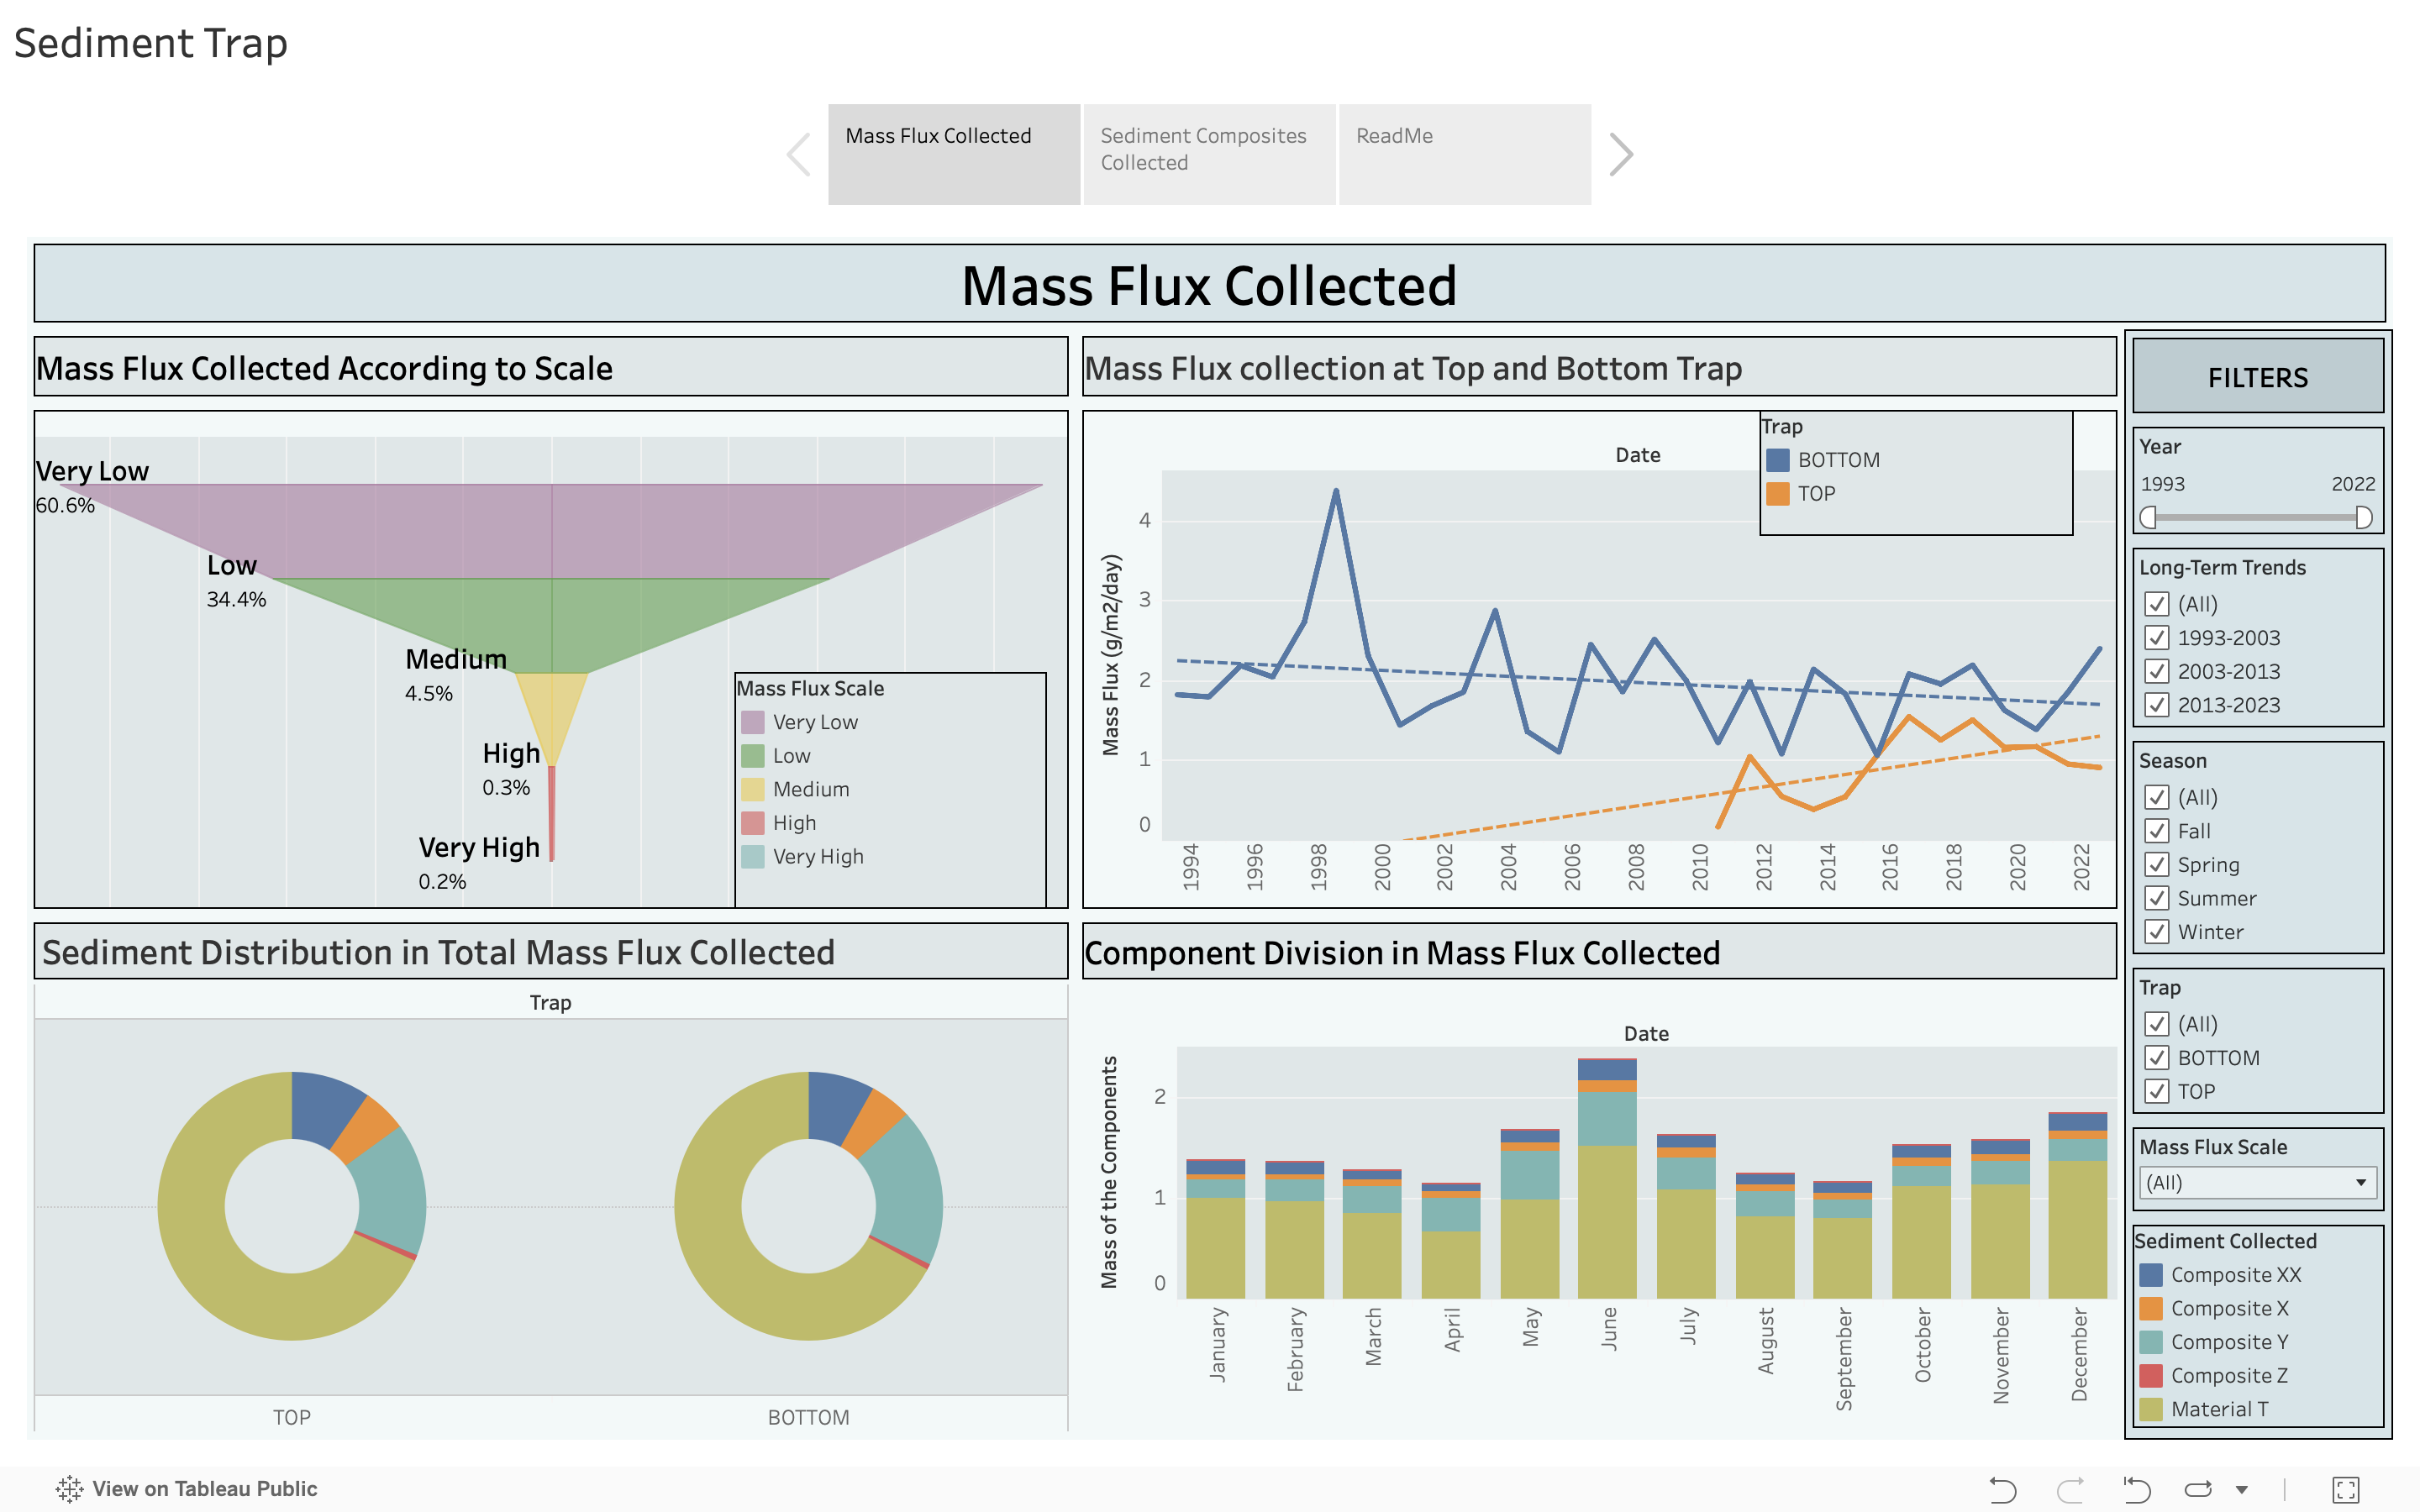 Sediment Trap
Mass Flux Collected
Sediment Composites
Collected
ReadMe
Mass Flux Collected
Mass Flux Collected According to Scale
Very Low
60.6%
Low
34.4%
Medium
4.5%
High
0.3%
Very High
0.2%
Mass Flux Scale
Very Low
Low
Medium
High
Very High
Mass Flux collection at Top and Bottom Trap
Trap
BOTTOM
TOP
Date
Mass Flux (g/m2/day)
4
3
2
1
0
1994
1996
1998
2000
2002
2004
2006
2008
2010
2012
2014
2016
2018
2020
2022
Sediment Distribution in Total Mass Flux Collected
Trap
TOP
BOTTOM
Component Division in Mass Flux Collected
Date
Mass of the Components
2
1
0
January
February
March
April
May
June
July
August
September
October
November
December
FILTERS
Year
1993 2022
Long-Term Trends
(All)
1993-2003
2003-2013
2013-2023
Season
(All)
Fall
Spring
Summer
Winter
Trap
(All)
BOTTOM
TOP
Mass Flux Scale
(All)
Sediment Collected
Composite XX
Composite X
Composite Y
Composite Z
Material T
View on Tableau Public